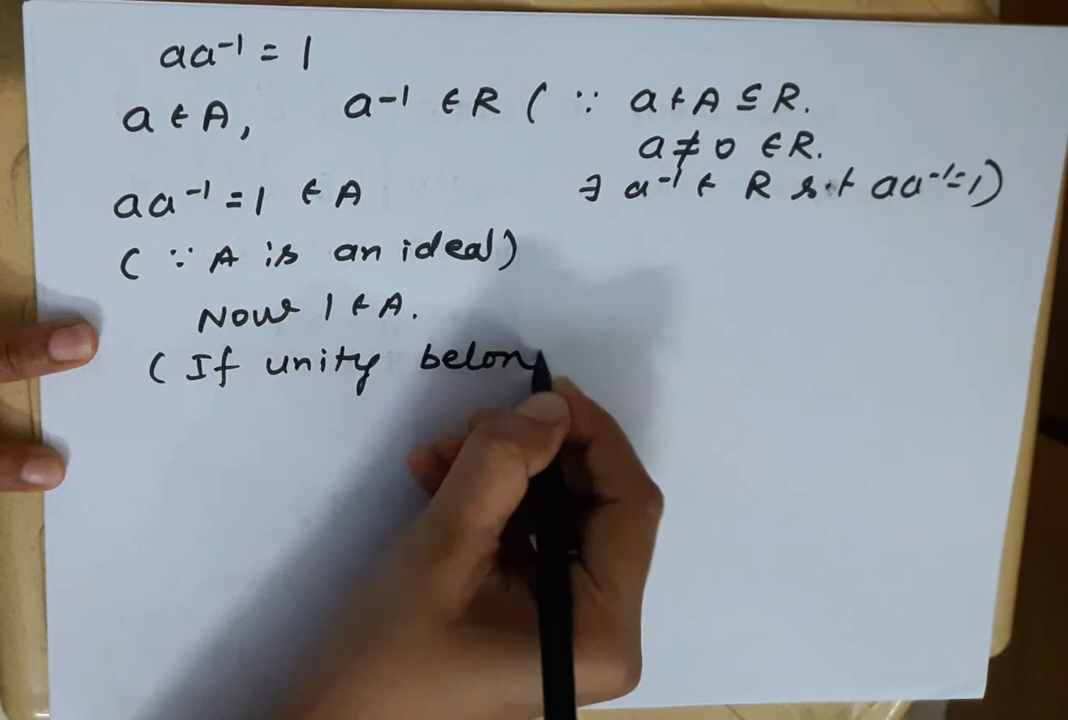 aa⁻¹ = 1
a ∈ A, a⁻¹ ∈ R ( ∵ a ∈ A ⊆ R.
a ≠ 0 ∈ R.
∃ a⁻¹ ∈ R s.t aa⁻¹=1)
aa⁻¹ = 1 ∈ A
( ∵ A is an ideal)
Now 1 ∈ A.
( If unity belon